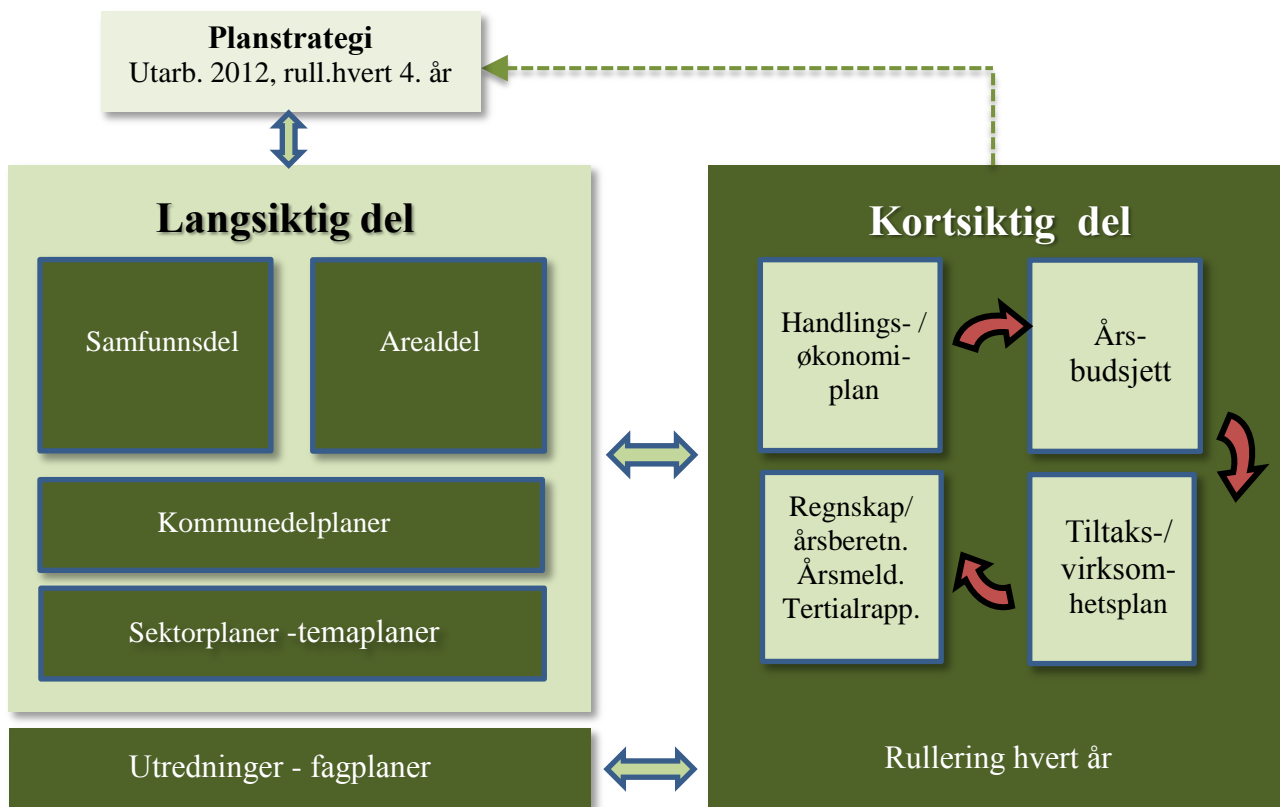 Planstrategi
Utarb. 2012, rull.hvert 4. år
Langsiktig del
Samfunnsdel
Arealdel
Kommunedelplaner
Sektorplaner -temaplaner
Utredninger - fagplaner
Kortsiktig del
Handlings- /
økonomi-
plan
Års-
budsjett
Regnskap/
årsberetn.
Årsmeld.
Tertialrapp.
Tiltaks-/
virksom-
hetsplan
Rullering hvert år